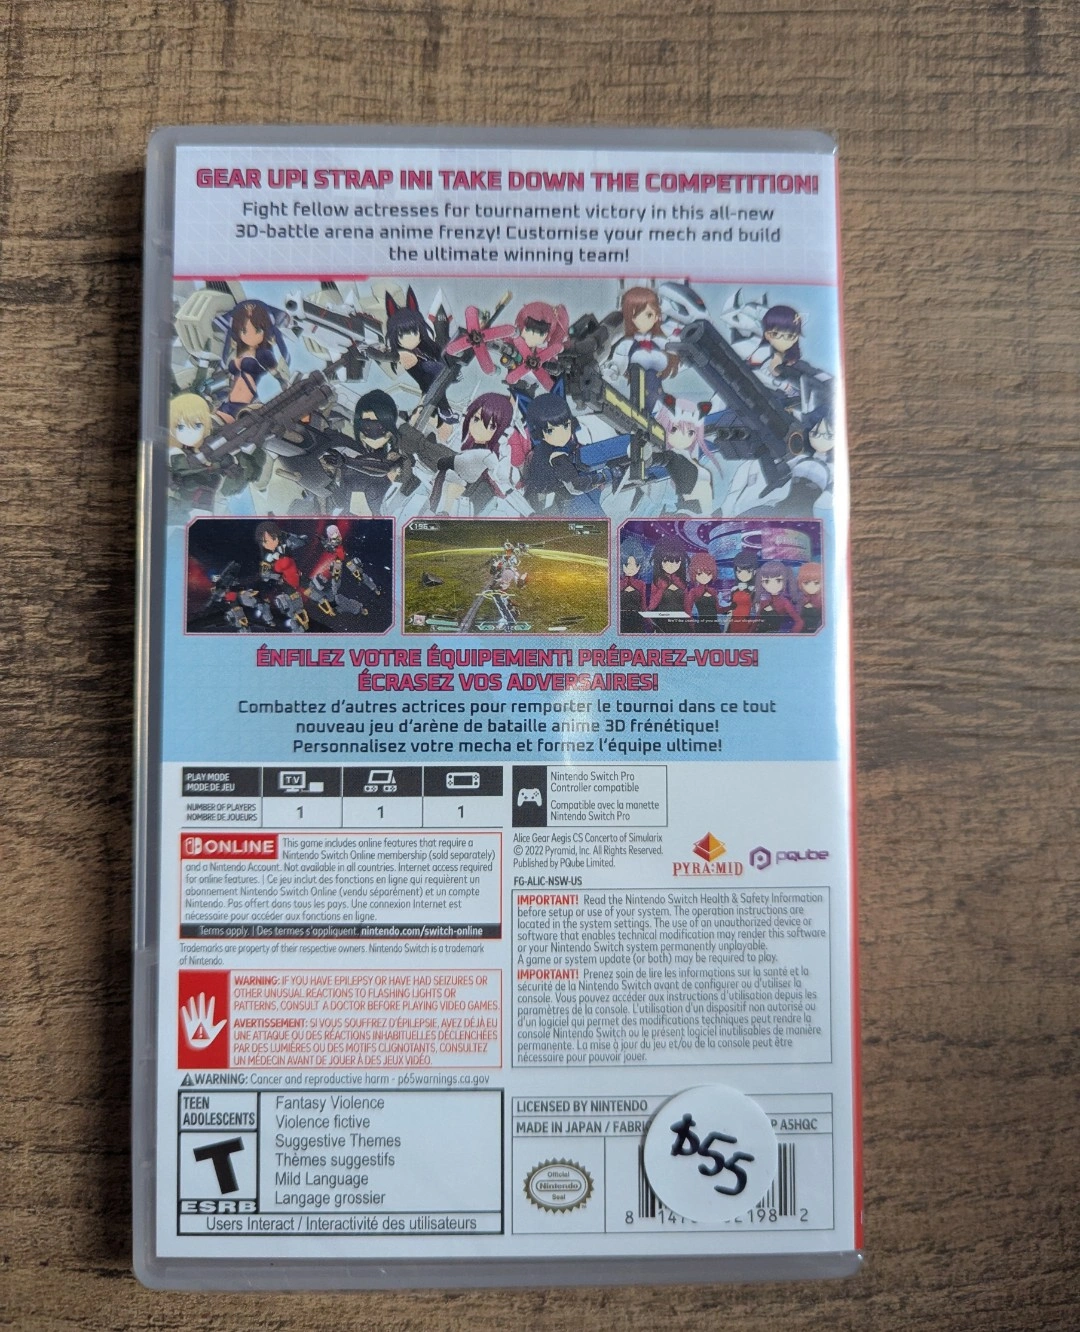 GEAR UP! STRAP IN! TAKE DOWN THE COMPETITION!
Fight fellow actresses for tournament victory in this all-new
3D-battle arena anime frenzy! Customise your mech and build
the ultimate winning team!
ÉNFILEZ VOTRE ÉQUIPEMENT! PRÉPAREZ-VOUS!
ÉCRASEZ VOS ADVERSAIRES!
Combattez d'autres actrices pour remporter le tournoi dans ce tout
nouveau jeu d'arène de bataille anime 3D frénétique!
Personnalisez votre mecha et formez l'équipe ultime!
PLAY MODE
MODE DE JEU
TV
NUMBER OF PLAYERS
NOMBRE DE JOUEURS
1
1
1
Nintendo Switch Pro
Controller compatible
Compatible avec la manette
Nintendo Switch Pro
ONLINE
This game includes online features that require a
Nintendo Switch Online membership (sold separately)
and a Nintendo Account. Not available in all countries. Internet access required
for online features. | Ce jeu inclut des fonctions en ligne qui requièrent un
abonnement Nintendo Switch Online (vendu séparément) et un compte
Nintendo. Pas offert dans tous les pays. Une connexion Internet est
nécessaire pour accéder aux fonctions en ligne.
Terms apply. | Des termes s'appliquent. nintendo.com/switch-online
Trademarks are property of their respective owners. Nintendo Switch is a trademark
of Nintendo.
Alice Gear Aegis CS Concerto of Simulatrix
© 2022 Pyramid, Inc. All Rights Reserved.
Published by PQube Limited.
FG-ALIC-NSW-US
PYRAMID
PQube
WARNING: IF YOU HAVE EPILEPSY OR HAVE HAD SEIZURES OR
OTHER UNUSUAL REACTIONS TO FLASHING LIGHTS OR
PATTERNS, CONSULT A DOCTOR BEFORE PLAYING VIDEO GAMES.
AVERTISSEMENT: SI VOUS SOUFFREZ D'ÉPILEPSIE, AVEZ DÉJÀ EU
UNE ATTAQUE OU DES RÉACTIONS INHABITUELLES DÉCLENCHÉES
PAR DES LUMIÈRES OU DES MOTIFS CLIGNOTANTS, CONSULTEZ
UN MÉDECIN AVANT DE JOUER À DES JEUX VIDÉO.
WARNING: Cancer and reproductive harm - p65warnings.ca.gov
IMPORTANT! Read the Nintendo Switch Health & Safety Information
before setup or use of your system. The operation instructions are
located in the system settings. The use of an unauthorized device or
software that enables technical modification may render this software
or your Nintendo Switch system permanently unplayable.
A game or system update (or both) may be required to play.
IMPORTANT! Prenez soin de lire les informations sur la santé et la
sécurité de la Nintendo Switch avant de configurer ou d'utiliser la
console. Vous pouvez accéder aux instructions d'utilisation depuis les
paramètres de la console. L'utilisation d'un dispositif non autorisé ou
d'un logiciel qui permet des modifications techniques peut rendre la
console Nintendo Switch ou le présent logiciel inutilisables de manière
permanente. La mise à jour du jeu et/ou de la console peut être
nécessaire pour pouvoir jouer.
TEEN
ADOLESCENTS
T
ESRB
Fantasy Violence
Violence fictive
Suggestive Themes
Thèmes suggestifs
Mild Language
Langage grossier
Users Interact / Interactivité des utilisateurs
LICENSED BY NINTENDO
MADE IN JAPAN / FABRI
P A5HQC
Official
Nintendo
Seal
$55
8
198
2